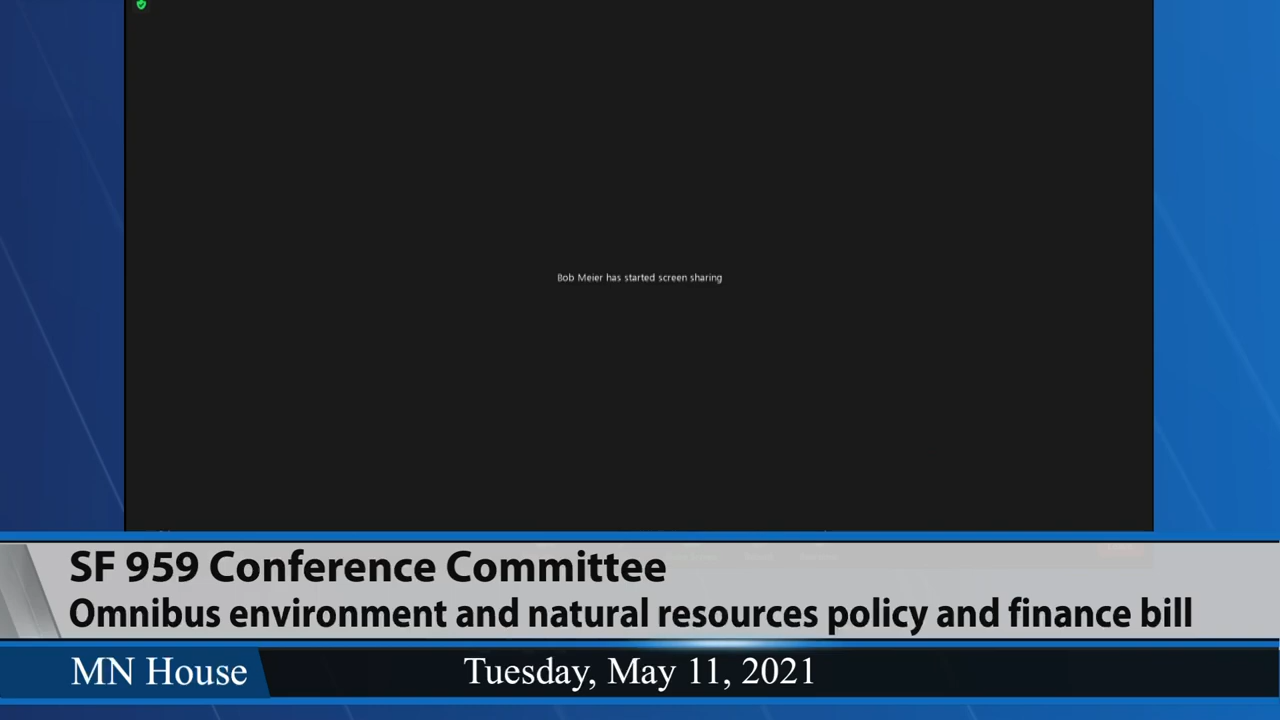 Bob Meier has started screen sharing
SF 959 Conference Committee
Omnibus environment and natural resources policy and finance bill
MN House
Tuesday, May 11, 2021